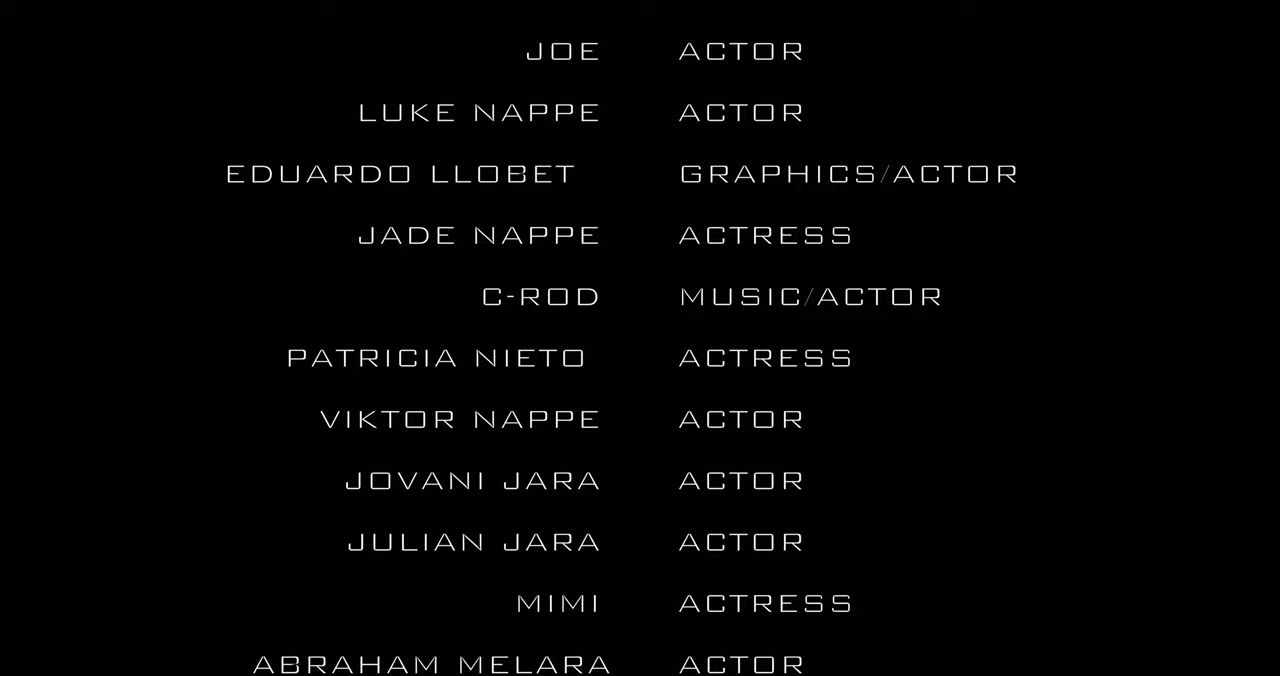 JOE ACTOR
LUKE NAPPE ACTOR
EDUARDO LLOBET GRAPHICS/ACTOR
JADE NAPPE ACTRESS
C-ROD MUSIC/ACTOR
PATRICIA NIETO ACTRESS
VIKTOR NAPPE ACTOR
JOVANI JARA ACTOR
JULIAN JARA ACTOR
MIMI ACTRESS
ABRAHAM MELARA ACTOR